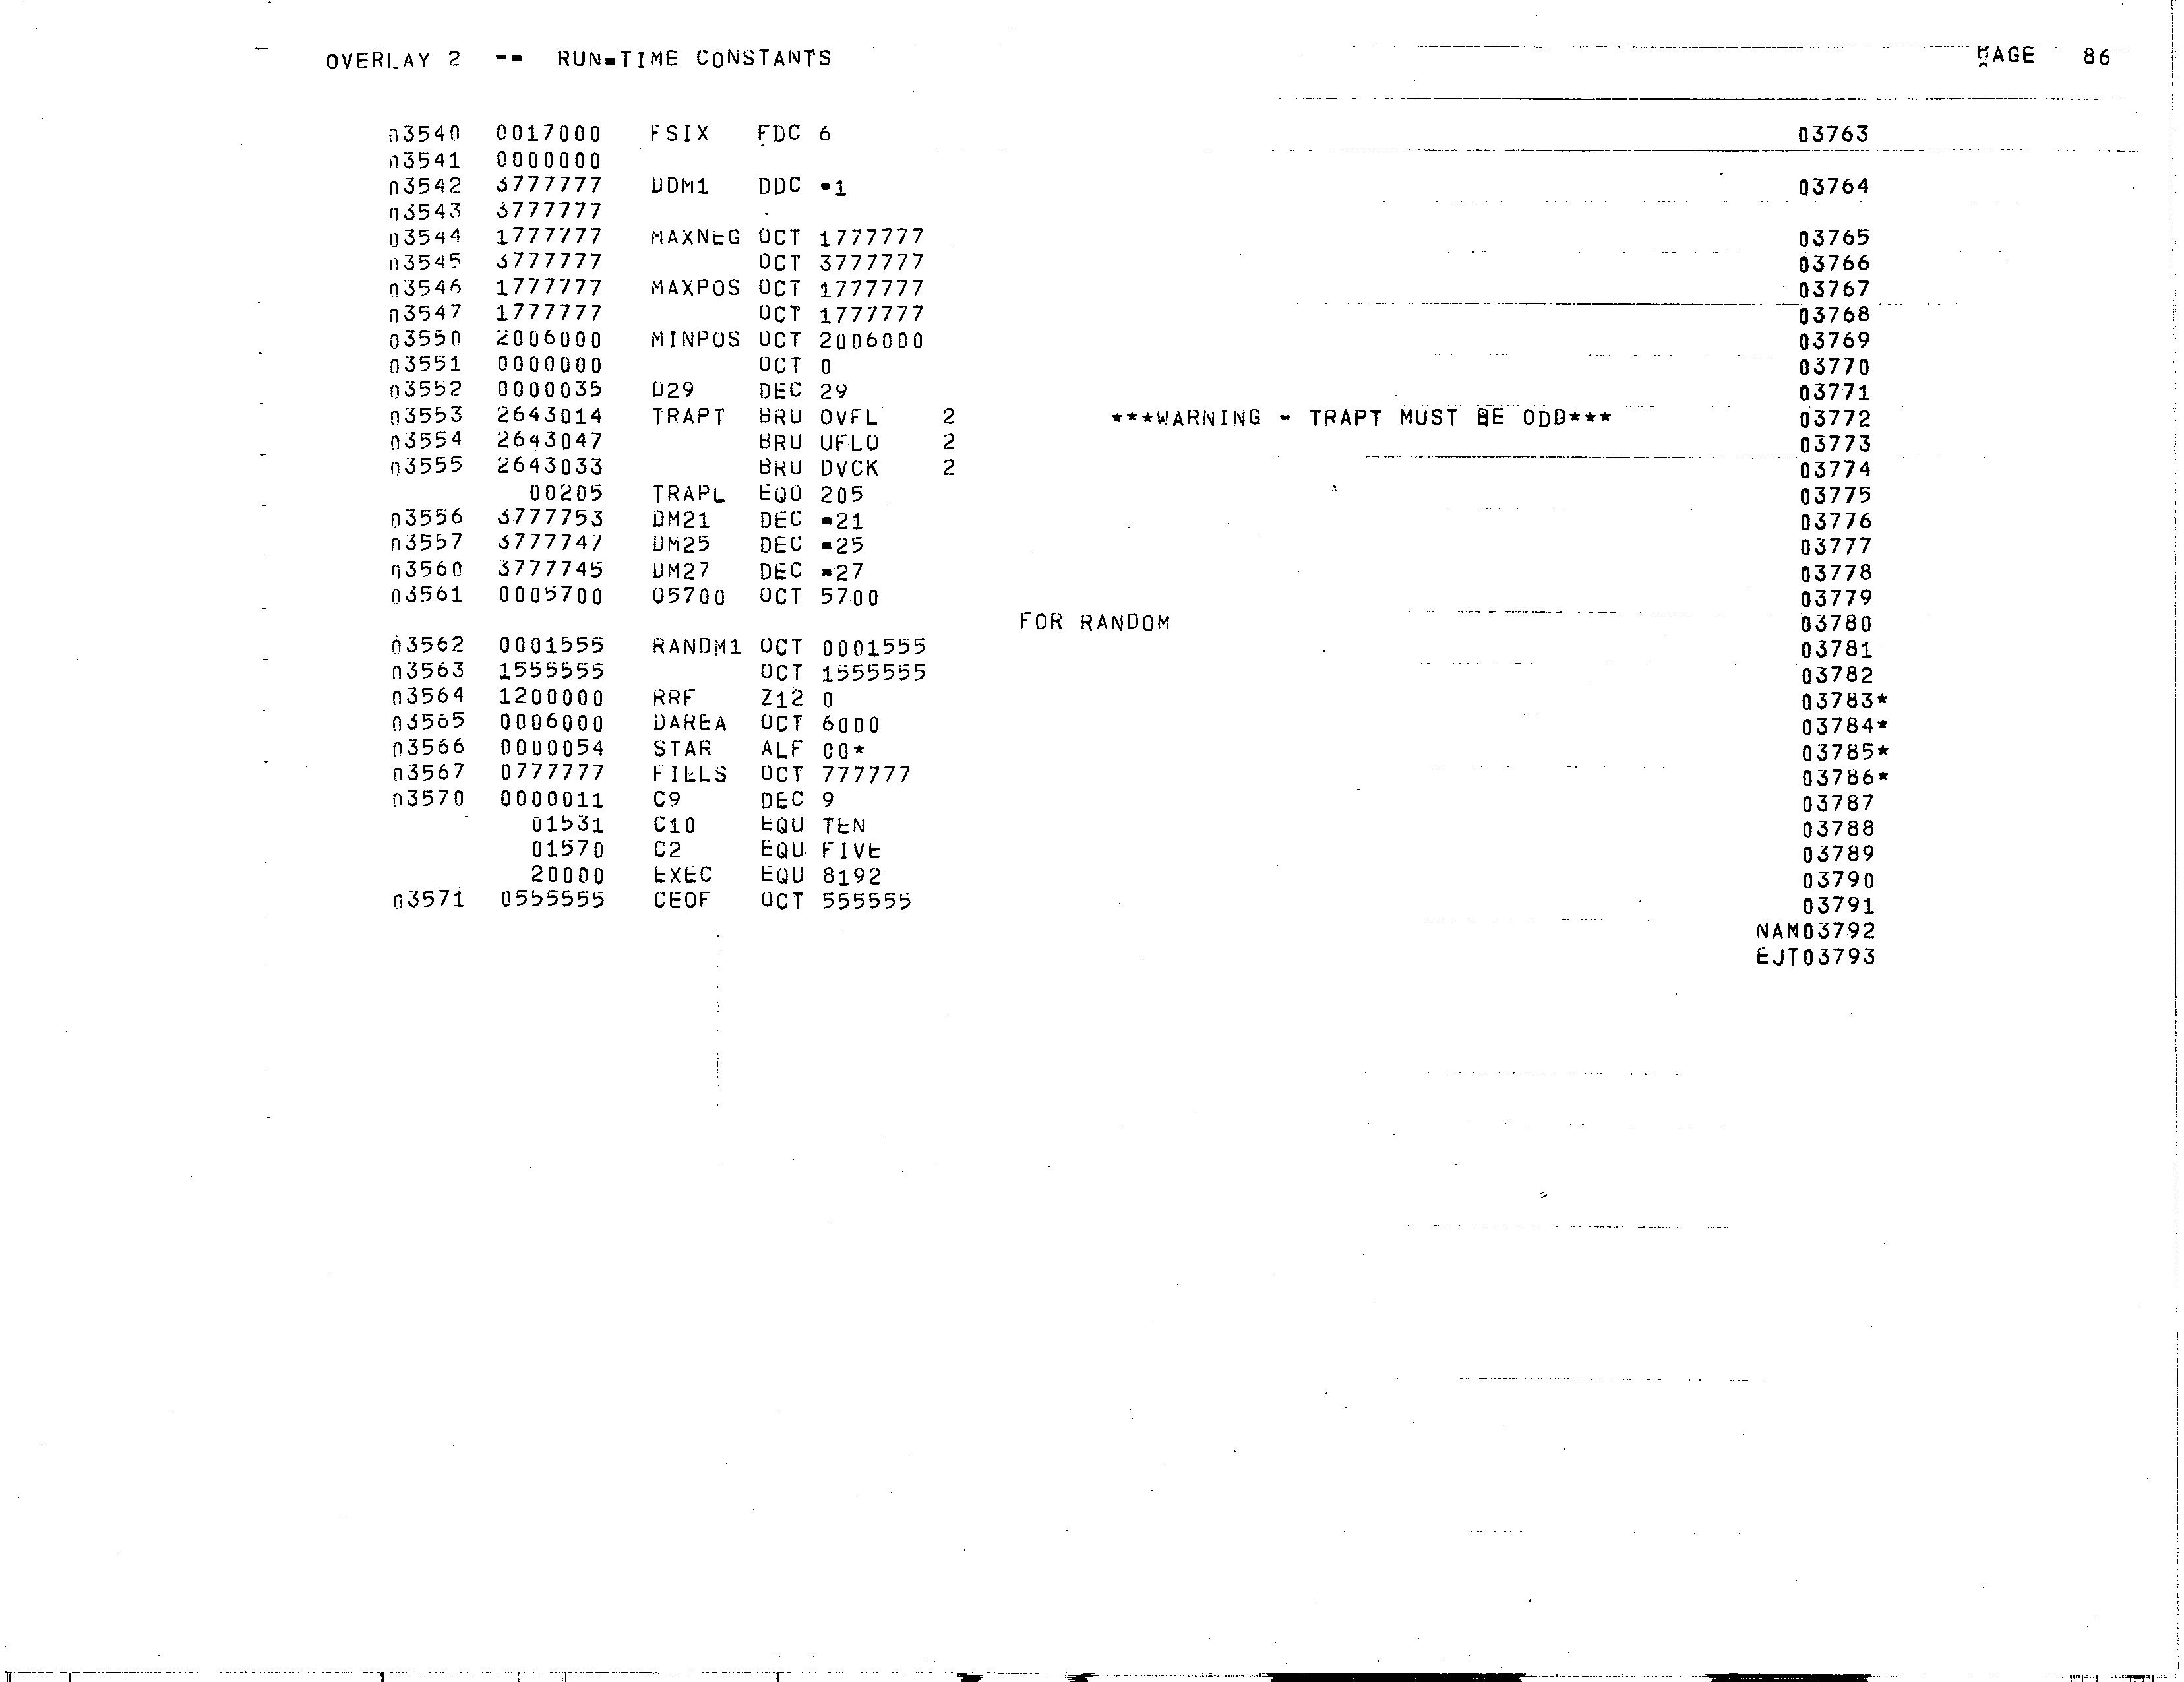 OVERLAY 2 -- RUN-TIME CONSTANTS PAGE 86
03540 0017000 FSIX FDC 6 03763
03541 0000000
03542 3777777 DDM1 DDC -1 03764
03543 3777777
03544 1777777 MAXNEG OCT 1777777 03765
03545 3777777 OCT 3777777 03766
03546 1777777 MAXPOS OCT 1777777 03767
03547 1777777 OCT 1777777 03768
03550 2006000 MINPOS OCT 2006000 03769
03551 0000000 OCT 0 03770
03552 0000035 D29 DEC 29 03771
03553 2643014 TRAPT BRU OVFL 2 ***WARNING - TRAPT MUST BE ODD*** 03772
03554 2643047 BRU UFLO 2 03773
03555 2643033 BRU DVCK 2 03774
00205 TRAPL EQO 205 03775
03556 3777753 DM21 DEC -21 03776
03557 3777747 DM25 DEC -25 03777
03560 3777745 DM27 DEC -27 03778
03561 0005700 O5700 OCT 5700 03779
FOR RANDOM 03780
03562 0001555 RANDM1 OCT 0001555 03781
03563 1555555 OCT 1555555 03782
03564 1200000 RRF Z12 0 03783*
03565 0006000 DAREA OCT 6000 03784*
03566 0000054 STAR ALF 00* 03785*
03567 0777777 FILLS OCT 777777 03786*
03570 0000011 C9 DEC 9 03787
01531 C10 EQU TEN 03788
01570 C2 EQU FIVE 03789
20000 EXEC EQU 8192 03790
03571 0555555 CEOF OCT 555555 03791
NAM03792
EJT03793